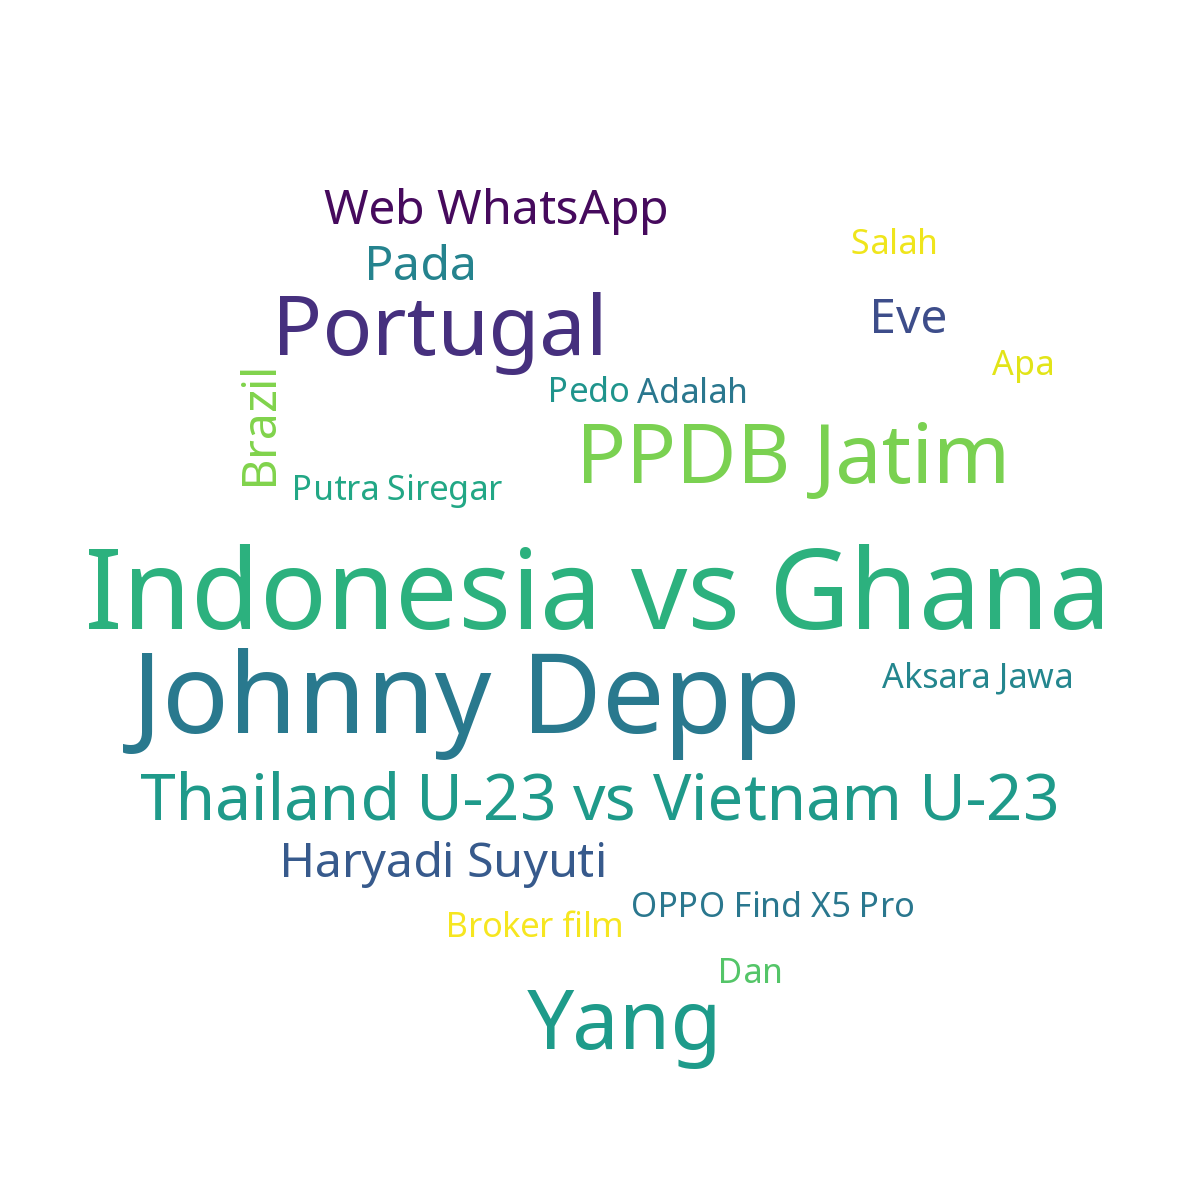 Web WhatsApp
Salah
Pada
Portugal
Eve
Apa
Brazil
Pedo
Adalah
PPDB Jatim
Putra Siregar
Indonesia vs Ghana
Johnny Depp
Aksara Jawa
Thailand U-23 vs Vietnam U-23
Haryadi Suyuti
OPPO Find X5 Pro
Broker film
Dan
Yang